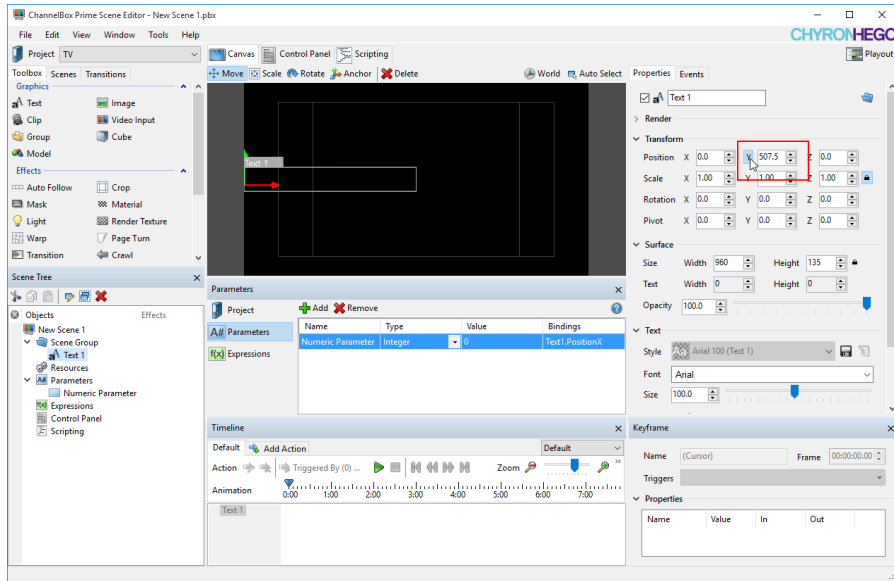 ChannelBox Prime Scene Editor - New Scene 1.pbx
File Edit View Window Tools Help
CHYRONHEGO
Project TV
Canvas Control Panel Scripting
Playout
Toolbox Scenes Transitions
Move Scale Rotate Anchor Delete
World Auto Select
Properties Events
Graphics
Text Image
Clip Video Input
Group Cube
Model
Effects
Auto Follow Crop
Mask Material
Light Render Texture
Warp Page Turn
Transition Crawl
Text 1
Text 1
Render
Transform
Position X 0.0 Y 507.5 Z 0.0
Scale X 1.00 Y 1.00 Z 1.00
Rotation X 0.0 Y 0.0 Z 0.0
Pivot X 0.0 Y 0.0 Z 0.0
Surface
Size Width 960 Height 135
Text Width 0 Height 0
Opacity 100.0
Text
Style Aa Arial 100 (Text 1)
Font Arial
Size 100.0
Scene Tree
Objects Effects
New Scene 1
Scene Group
Text 1
Resources
Parameters
Numeric Parameter
Expressions
Control Panel
Scripting
Parameters
Project
Add Remove
A# Parameters
f(x) Expressions
Name Type Value Bindings
Numeric Parameter Integer 0 Text1.PositionX
Timeline
Default Add Action Default
Action Triggered By (0) ... Zoom
Animation 0:00 1:00 2:00 3:00 4:00 5:00 6:00 7:00
Text 1
Keyframe
Name (Cursor) Frame 00:00:00.00
Triggers
Properties
Name Value In Out